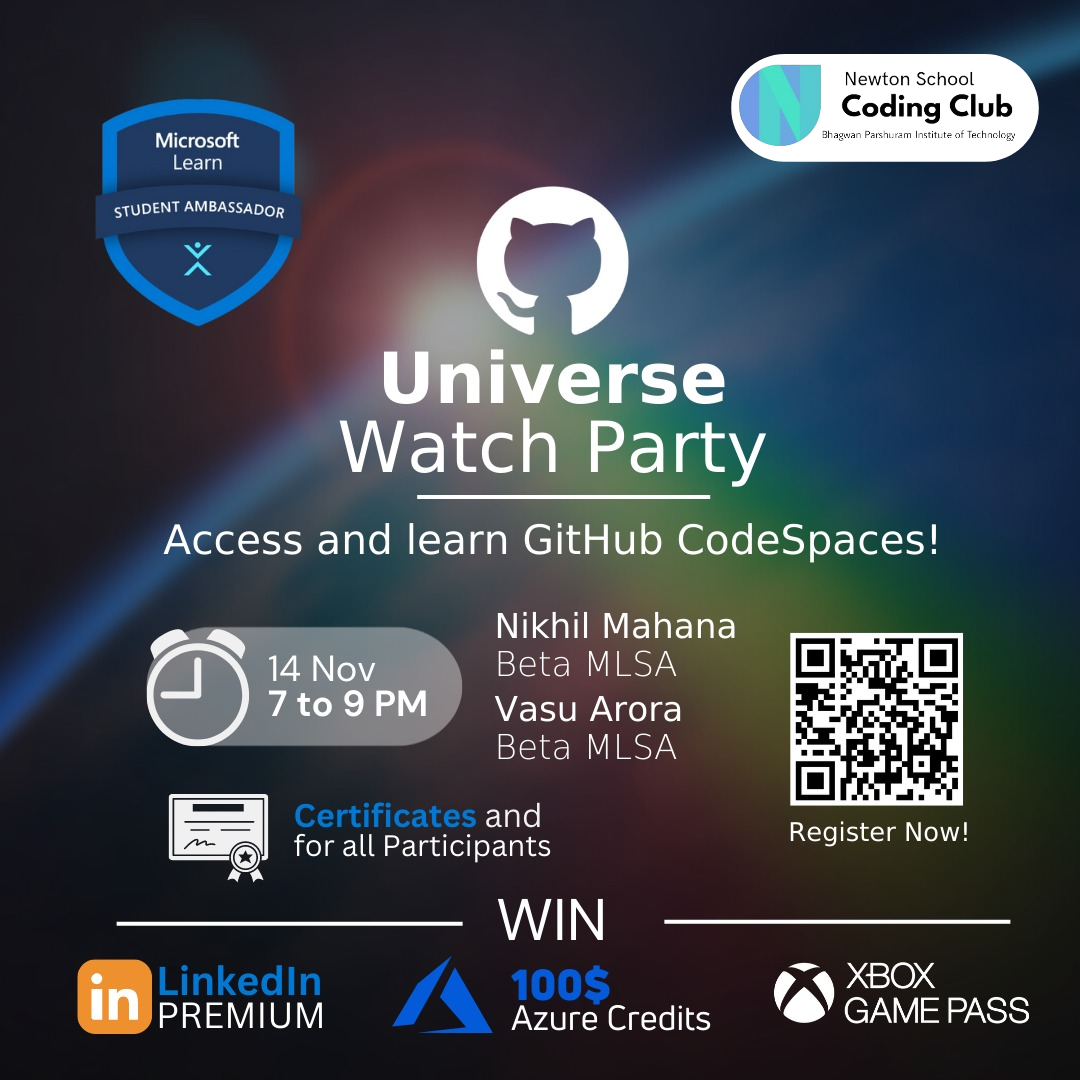 Newton School
Coding Club
Bhagwan Parshuram Institute of Technology
Microsoft
Learn
STUDENT AMBASSADOR
Universe
Watch Party
Access and learn GitHub CodeSpaces!
14 Nov
7 to 9 PM
Nikhil Mahana
Beta MLSA
Vasu Arora
Beta MLSA
Register Now!
Certificates and
for all Participants
WIN
in LinkedIn
PREMIUM
100$
Azure Credits
XBOX
GAME PASS